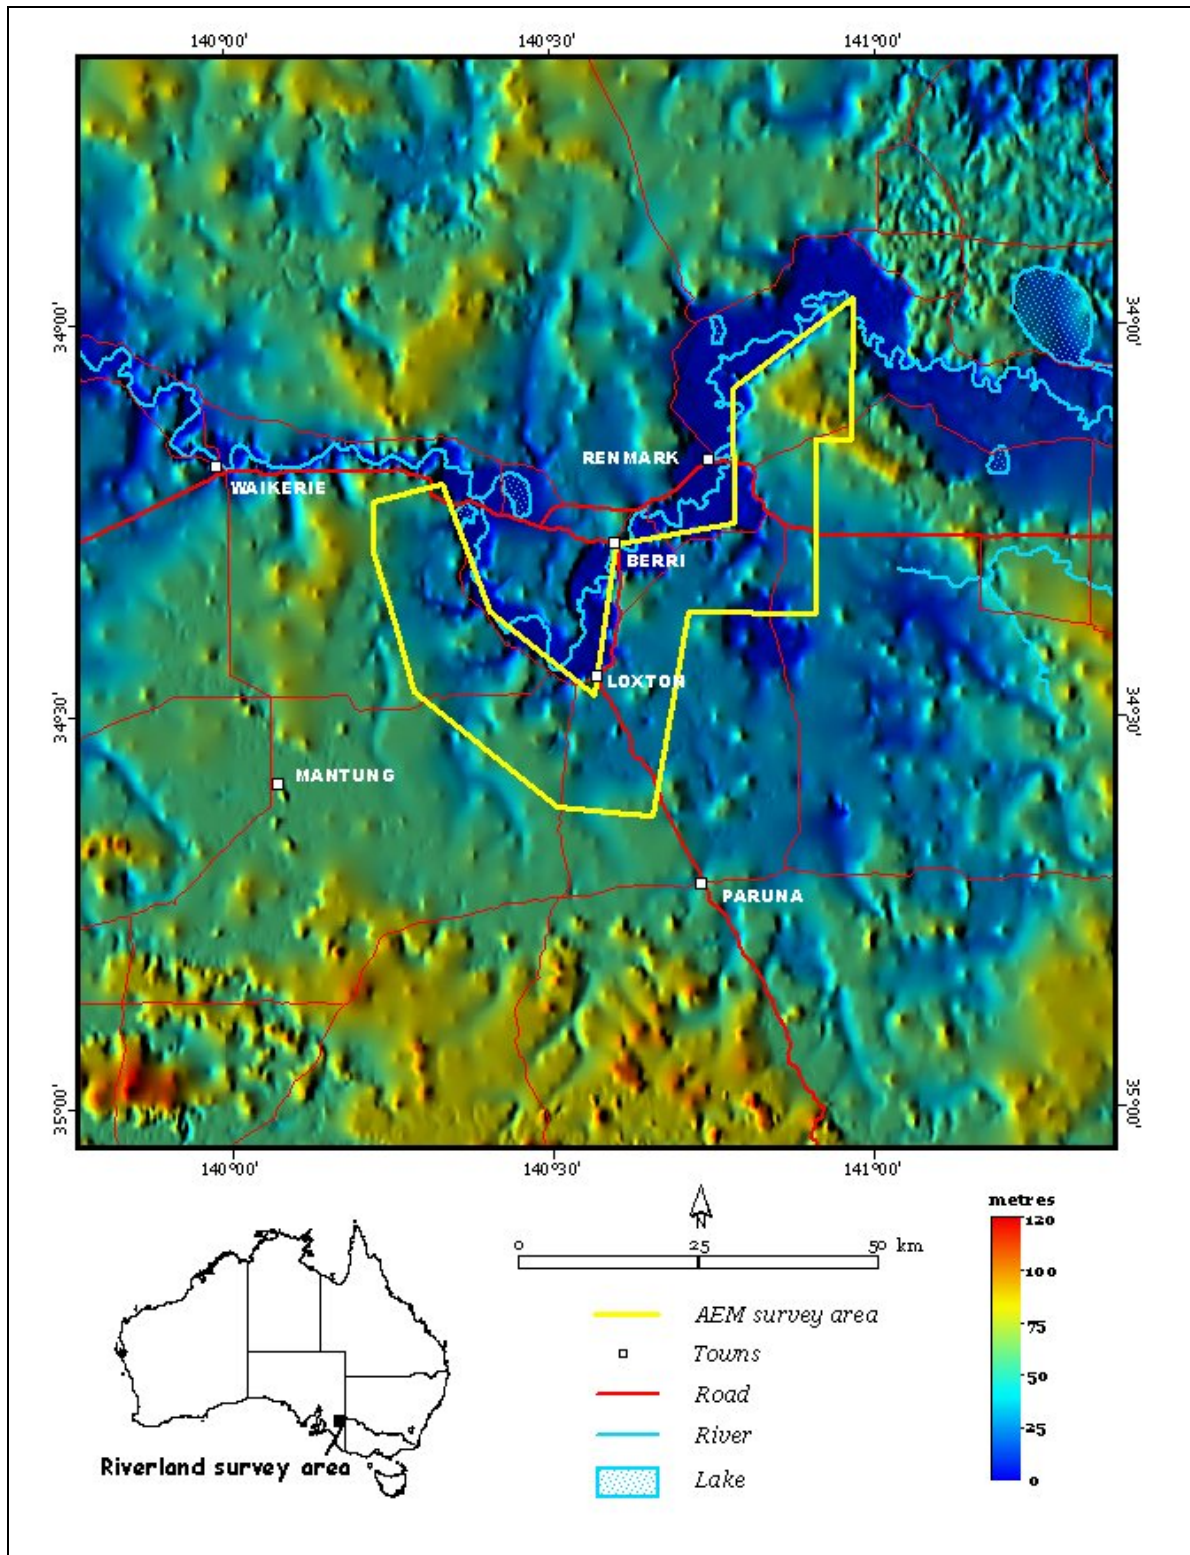 140°00' 140°30' 141°00'
34°00' 34°00'
RENMARK
WAIKERIE
BERRI
LOXTON
34°30' 34°30'
MANTUNG
PARUNA
35°00' 35°00'
140°00' 140°30' 141°00'
N
metres
120
100
75
50
25
0
0 25 50 km
AEM survey area
Towns
Road
River
Lake
Riverland survey area